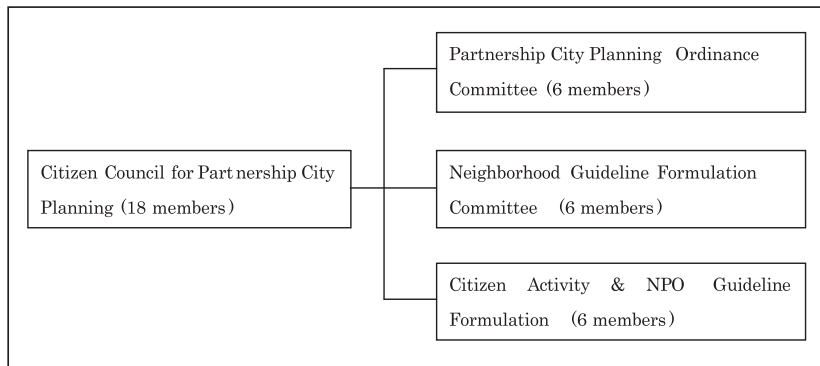 Partnership City Planning Ordinance
Committee (6 members)
Citizen Council for Partnership City
Planning (18 members)
Neighborhood Guideline Formulation
Committee (6 members)
Citizen Activity & NPO Guideline
Formulation (6 members)